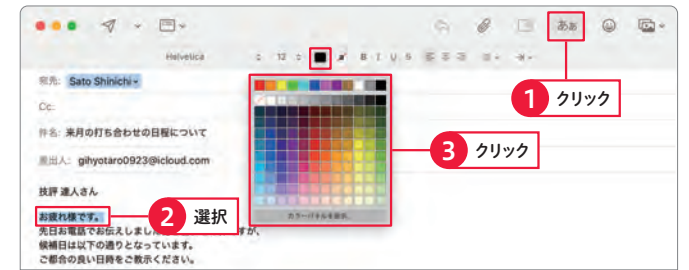 ああ
Helvetica 12 B I U S
1 クリック
宛先: Sato Shinichi
Cc:
件名: 来月の打ち合わせの日程について
3 クリック
差出人: gihyotaro0923@icloud.com
技評 達人さん
カラーパネルを表示...
お疲れ様です。
2 選択
先日お電話でお伝えしまし
すが、
候補日は以下の通りとなっています。
ご都合の良い日時をご教示ください。